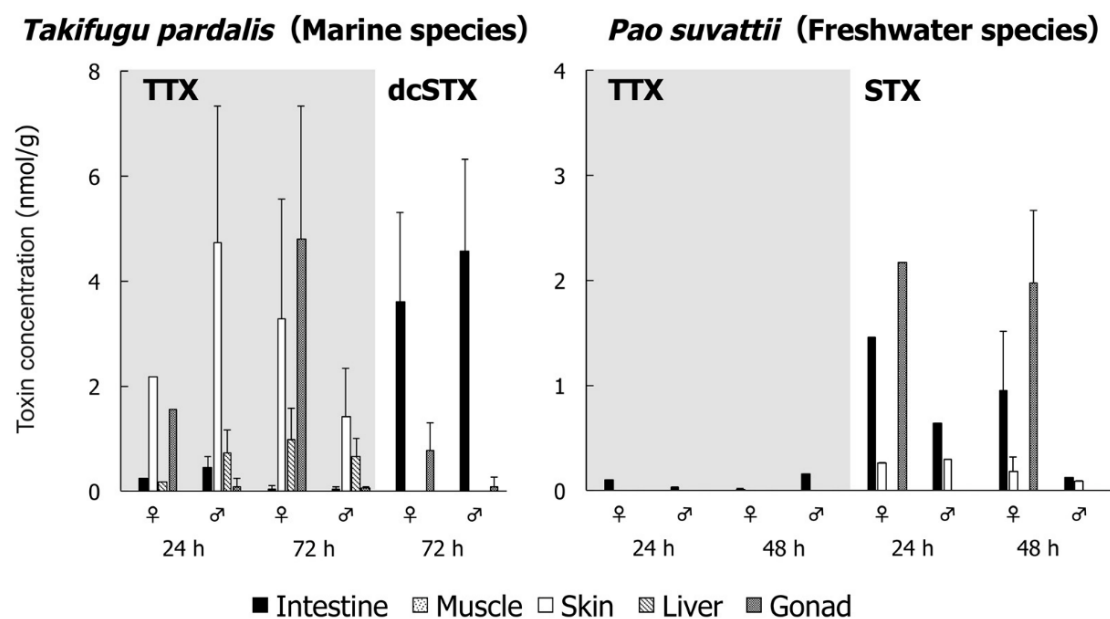 Takifugu pardalis (Marine species)
Pao suvattii (Freshwater species)
Toxin concentration (nmol/g)
8
6
4
2
0
TTX
dcSTX
♀ ♂ ♀ ♂ ♀ ♂
24 h 72 h 72 h
4
3
2
1
0
TTX
STX
♀ ♂ ♀ ♂ ♀ ♂ ♀ ♂
24 h 48 h 24 h 48 h
Intestine Muscle Skin Liver Gonad